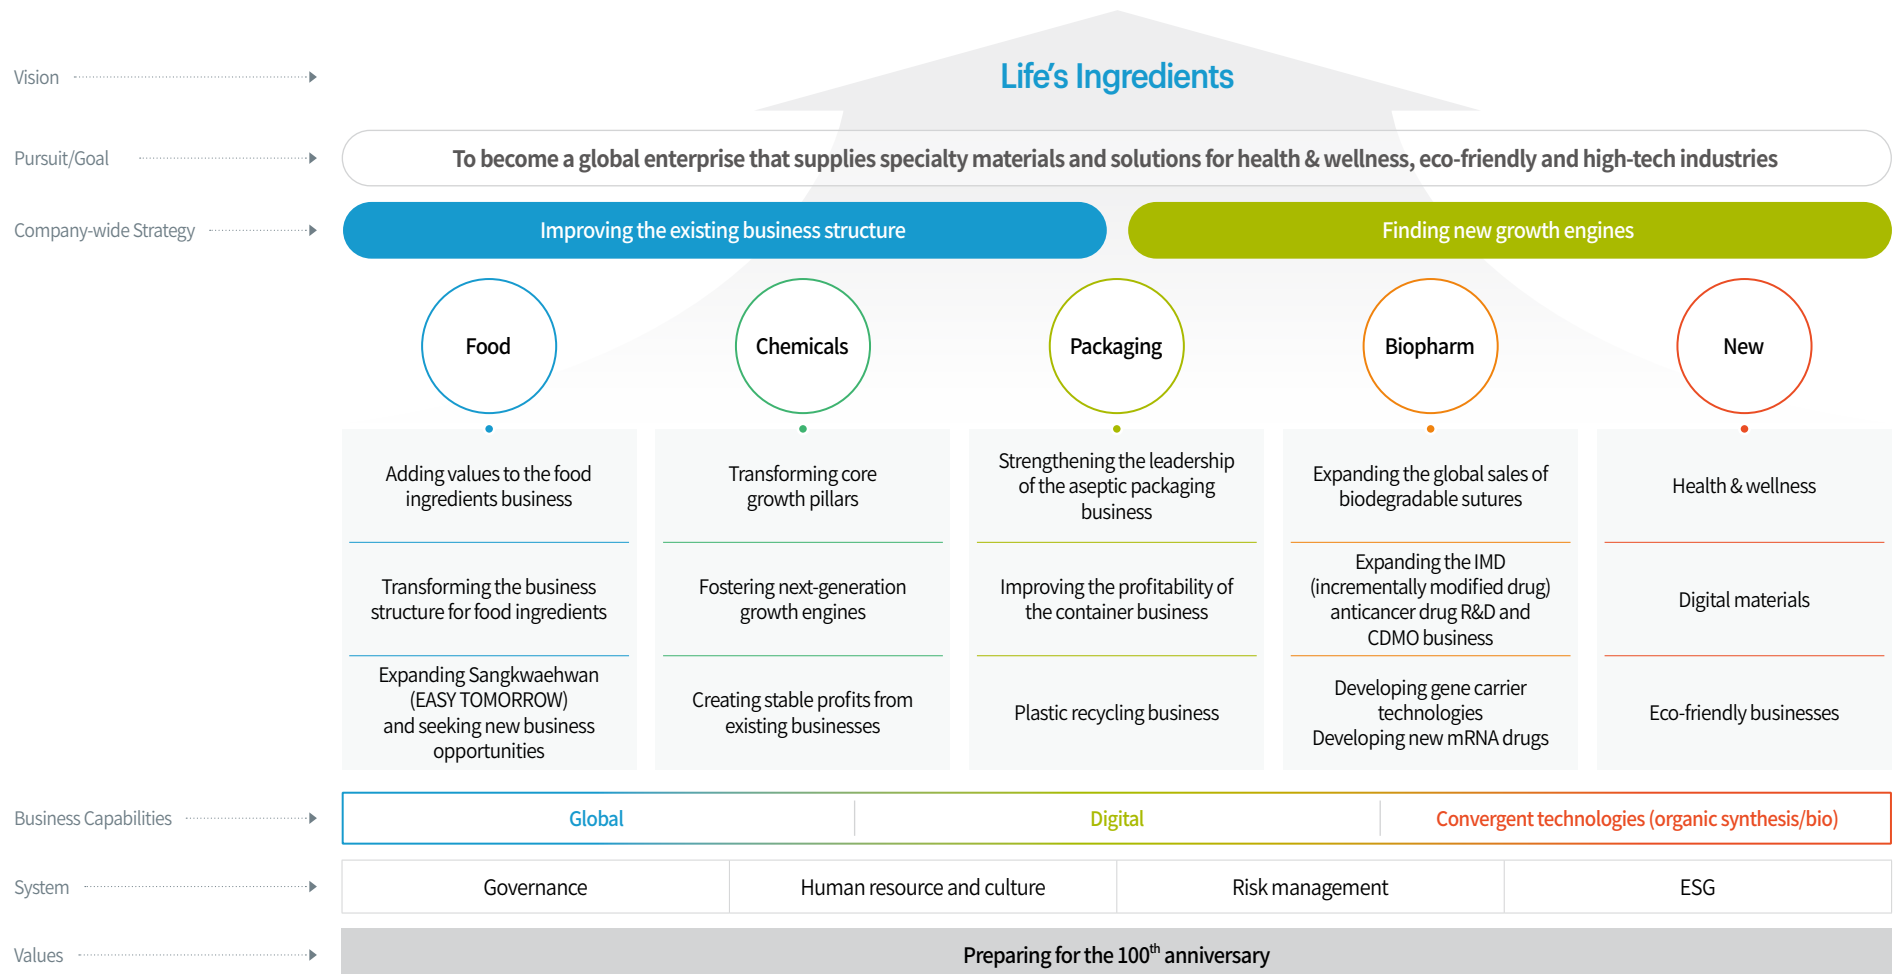 Vision
Life's Ingredients
Pursuit/Goal
To become a global enterprise that supplies specialty materials and solutions for health & wellness, eco-friendly and high-tech industries
Company-wide Strategy
Improving the existing business structure
Finding new growth engines
Food
Chemicals
Packaging
Biopharm
New
Adding values to the food
ingredients business
Transforming the business
structure for food ingredients
Expanding Sangkwaehwan
(EASY TOMORROW)
and seeking new business
opportunities
Transforming core
growth pillars
Fostering next-generation
growth engines
Creating stable profits from
existing businesses
Strengthening the leadership
of the aseptic packaging
business
Improving the profitability of
the container business
Plastic recycling business
Expanding the global sales of
biodegradable sutures
Expanding the IMD
(incrementally modified drug)
anticancer drug R&D and
CDMO business
Developing gene carrier
technologies
Developing new mRNA drugs
Health & wellness
Digital materials
Eco-friendly businesses
Business Capabilities
Global
Digital
Convergent technologies (organic synthesis/bio)
System
Governance
Human resource and culture
Risk management
ESG
Values
Preparing for the 100th anniversary